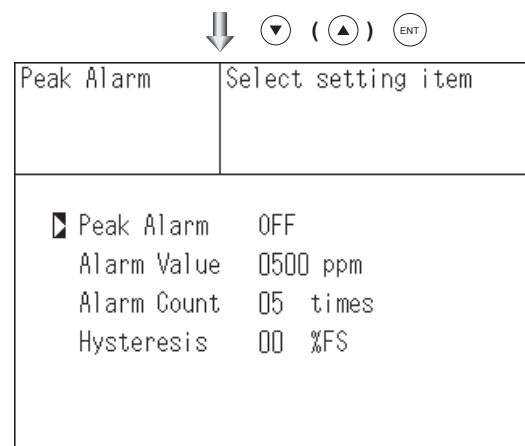 ( ) ENT
Peak Alarm
Select setting item
Peak Alarm OFF
Alarm Value 0500 ppm
Alarm Count 05 times
Hysteresis 00 %FS